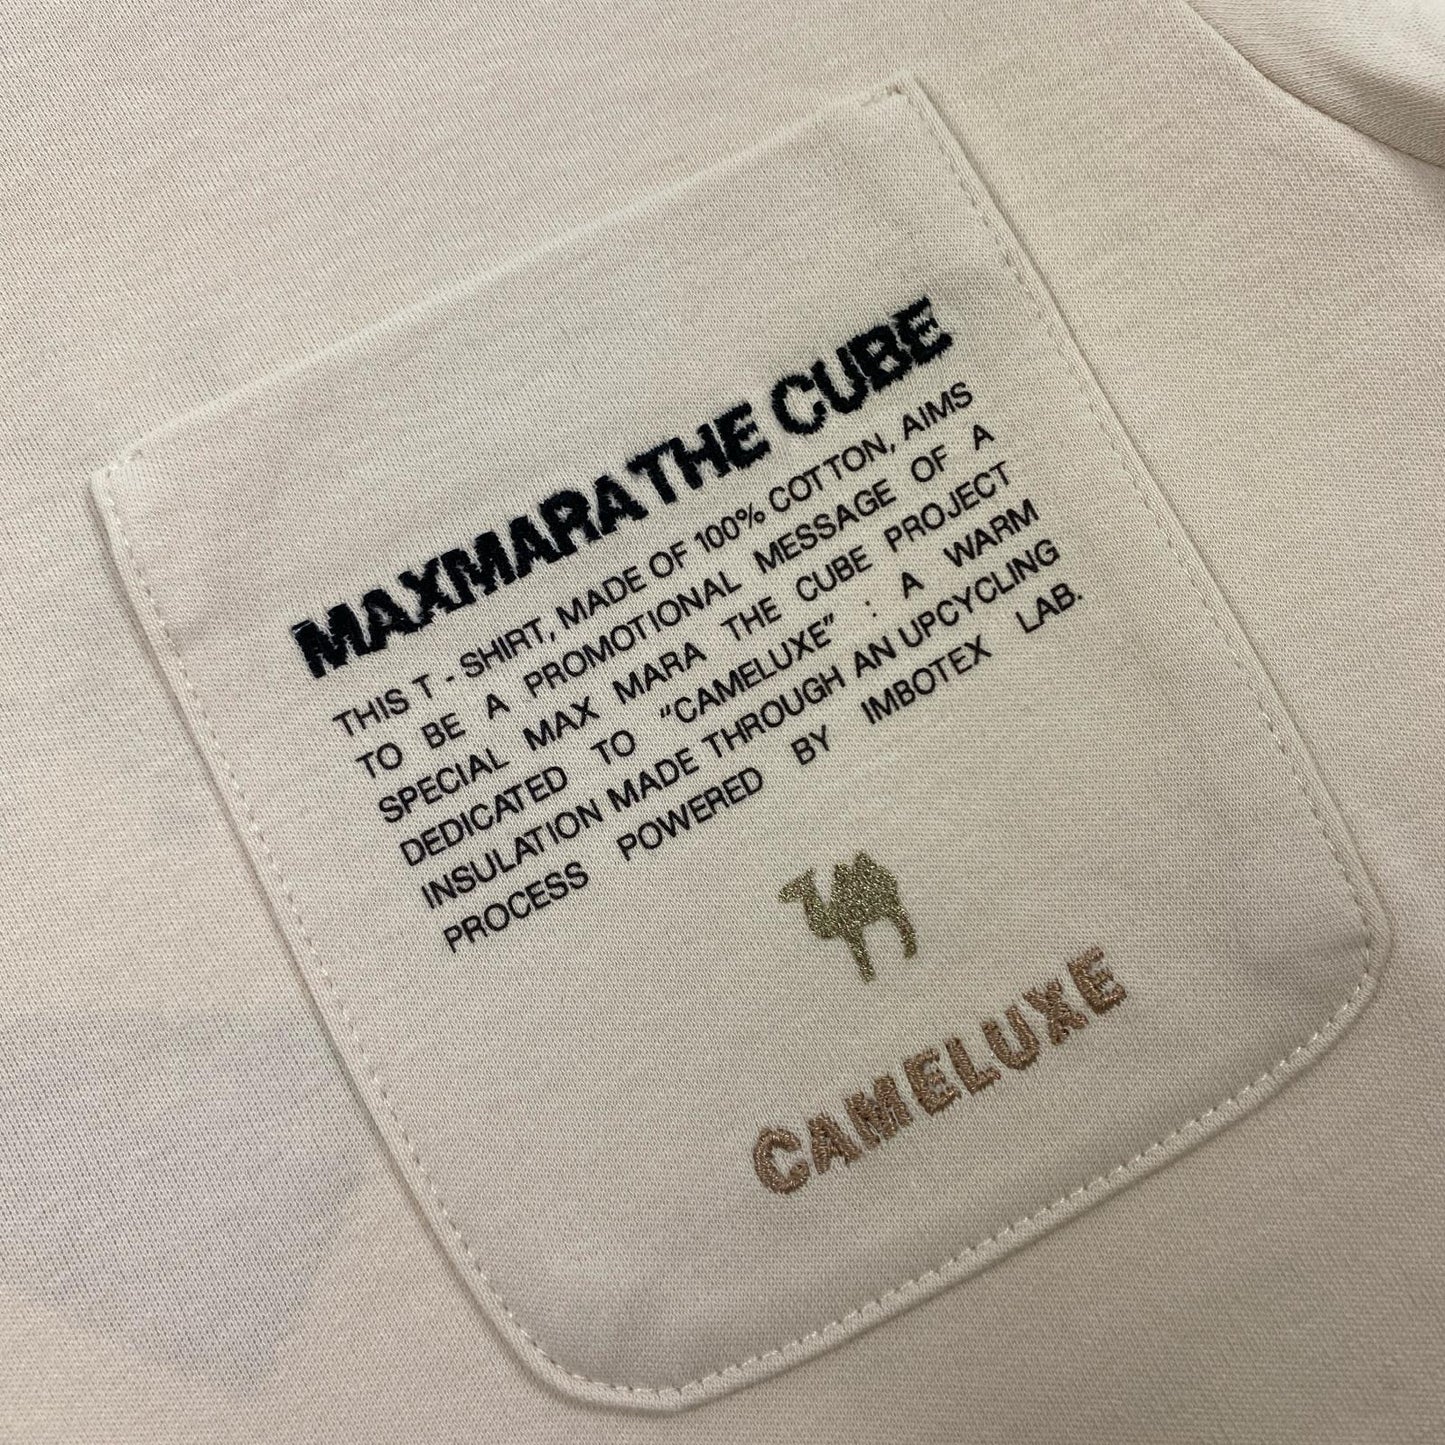 MAXMARA THE CUBE
THIS T - SHIRT, MADE OF 100% COTTON, AIMS
TO BE A PROMOTIONAL MESSAGE OF A
SPECIAL MAX MARA THE CUBE PROJECT
DEDICATED TO "CAMELUXE" : A WARM
INSULATION MADE THROUGH AN UPCYCLING
PROCESS POWERED BY IMBOTEX LAB.
CAMELUXE